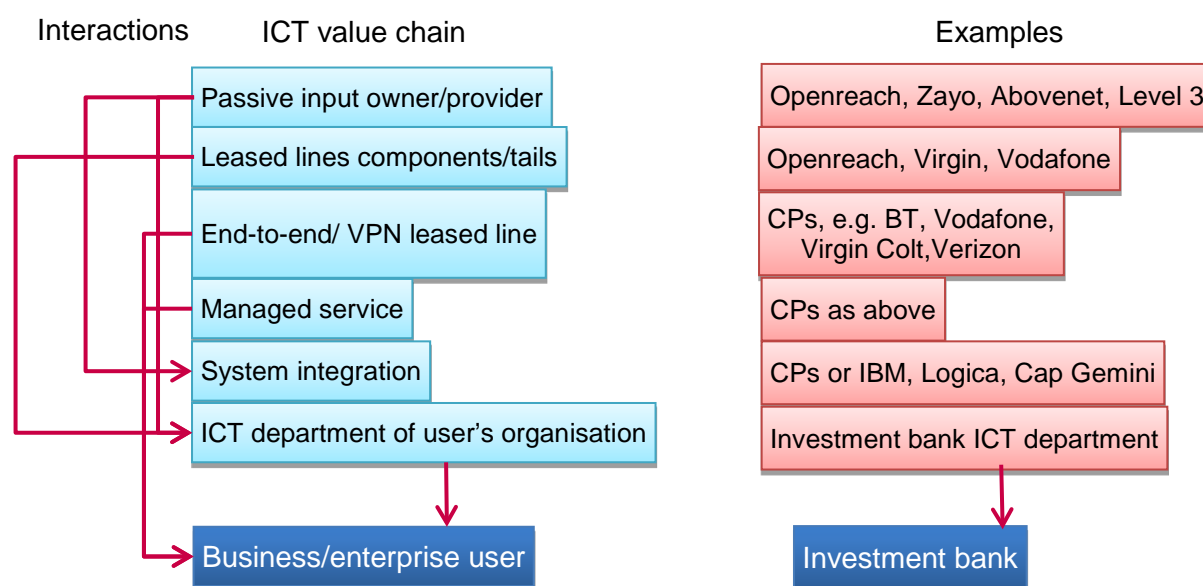 Interactions
ICT value chain
Examples
Passive input owner/provider
Openreach, Zayo, Abovenet, Level 3
Leased lines components/tails
Openreach, Virgin, Vodafone
End-to-end/ VPN leased line
CPs, e.g. BT, Vodafone,
Virgin Colt,Verizon
Managed service
CPs as above
System integration
CPs or IBM, Logica, Cap Gemini
ICT department of user’s organisation
Investment bank ICT department
Business/enterprise user
Investment bank